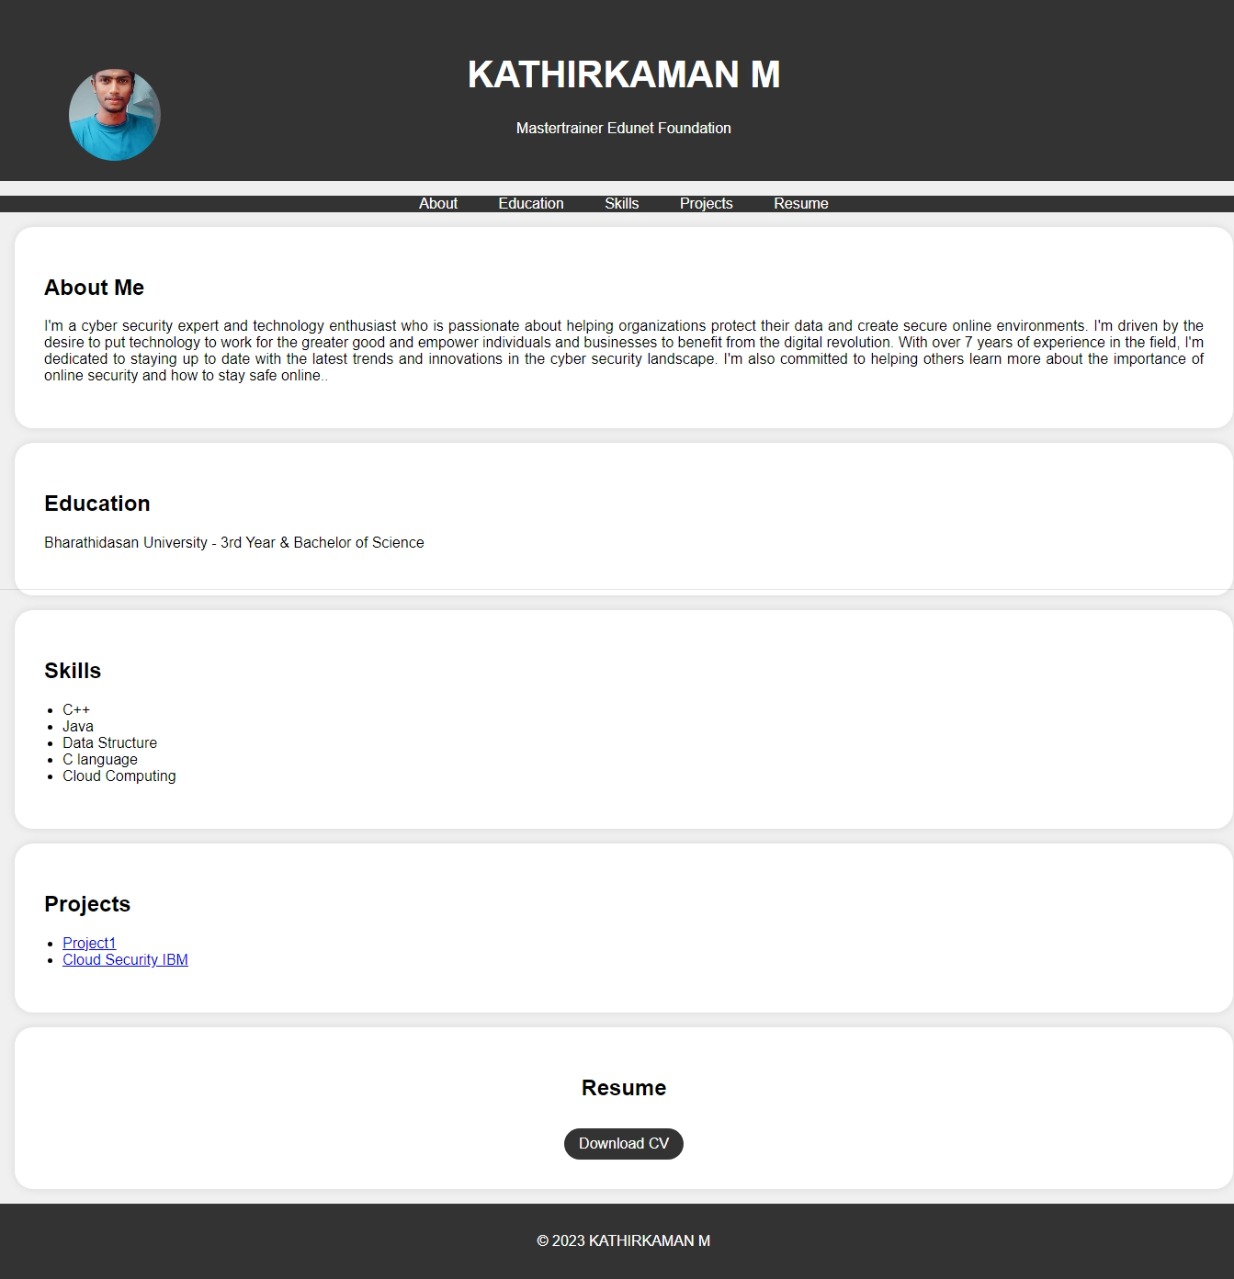 KATHIRKAMAN M
Mastertrainer Edunet Foundation
About Education Skills Projects Resume
About Me
I'm a cyber security expert and technology enthusiast who is passionate about helping organizations protect their data and create secure online environments. I'm driven by the
desire to put technology to work for the greater good and empower individuals and businesses to benefit from the digital revolution. With over 7 years of experience in the field, I'm
dedicated to staying up to date with the latest trends and innovations in the cyber security landscape. I'm also committed to helping others learn more about the importance of
online security and how to stay safe online..
Education
Bharathidasan University - 3rd Year & Bachelor of Science
Skills
• C++
• Java
• Data Structure
• C language
• Cloud Computing
Projects
• Project1
• Cloud Security IBM
Resume
Download CV
© 2023 KATHIRKAMAN M